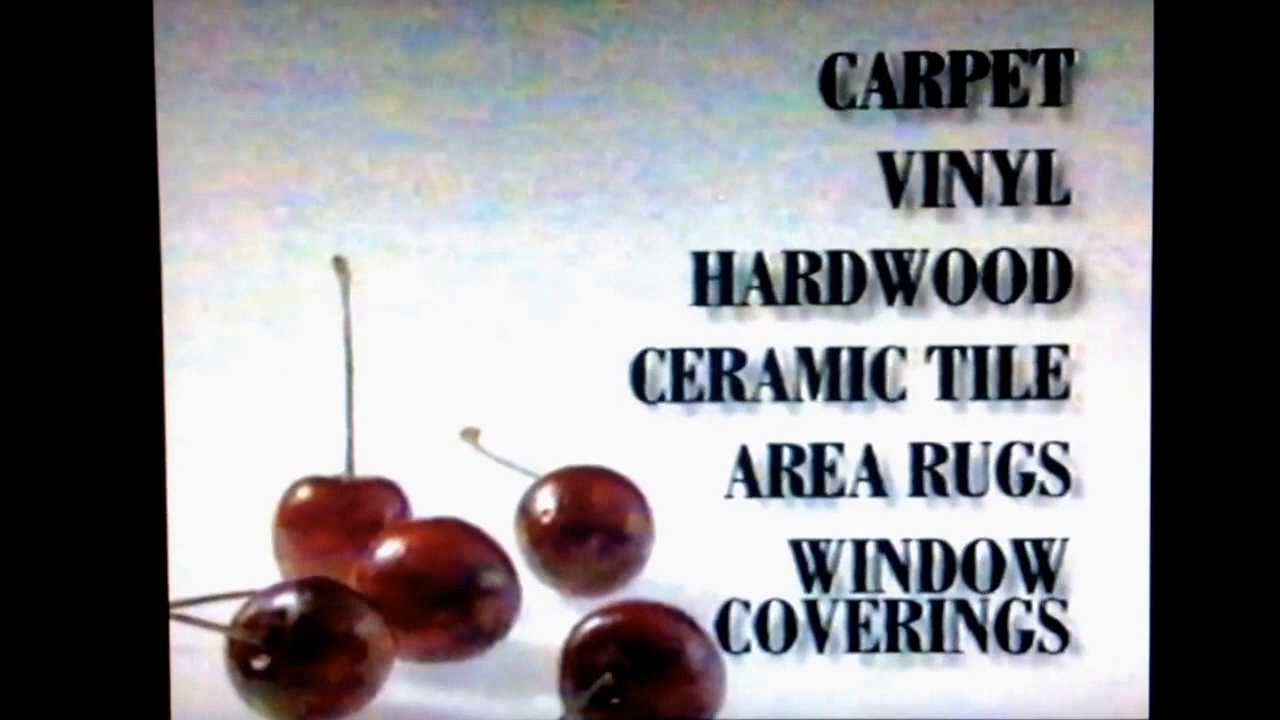 CARPET
VINYL
HARDWOOD
CERAMIC TILE
AREA RUGS
WINDOW
COVERINGS